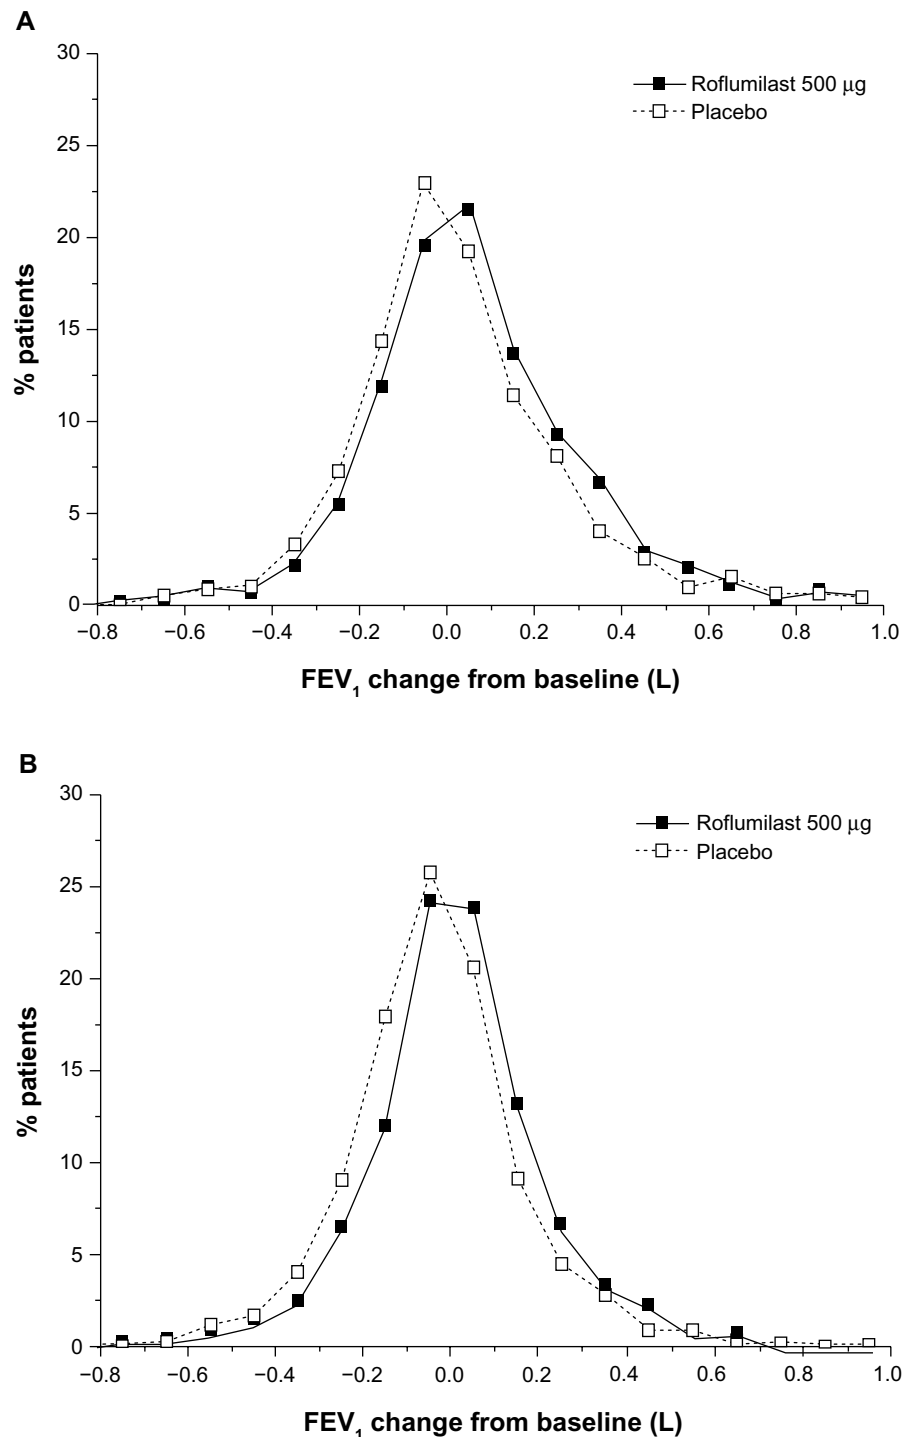 A
30
25
20
15
10
5
0
% patients
Roflumilast 500 µg
Placebo
−0.8 −0.6 −0.4 −0.2 0.0 0.2 0.4 0.6 0.8 1.0
FEV₁ change from baseline (L)
B
30
25
20
15
10
5
0
% patients
Roflumilast 500 µg
Placebo
−0.8 −0.6 −0.4 −0.2 0.0 0.2 0.4 0.6 0.8 1.0
FEV₁ change from baseline (L)